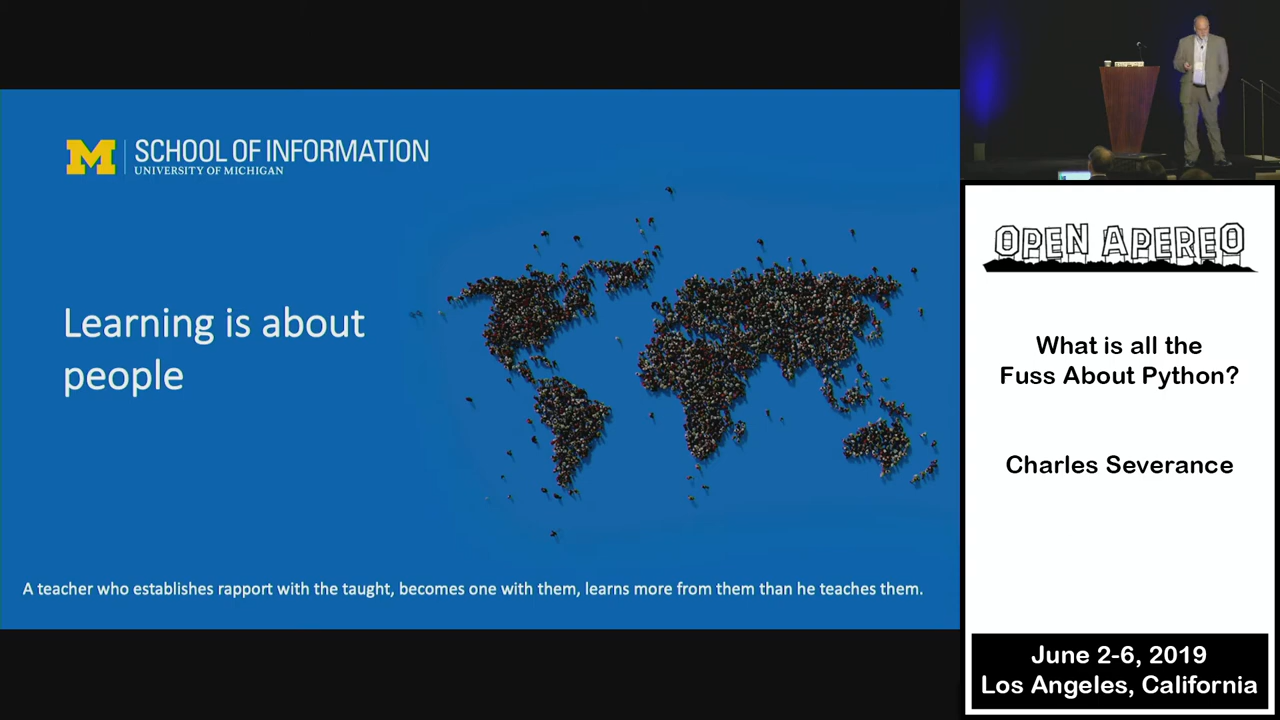 M
SCHOOL OF INFORMATION
UNIVERSITY OF MICHIGAN
Learning is about
people
A teacher who establishes rapport with the taught, becomes one with them, learns more from them than he teaches them.
OPEN APEREO
What is all the
Fuss About Python?
Charles Severance
June 2-6, 2019
Los Angeles, California